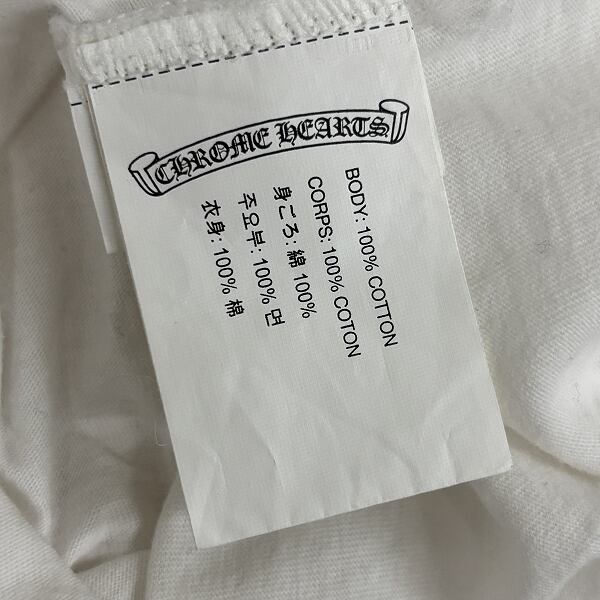 CHROME HEARTS
BODY: 100% COTTON
CORPS: 100% COTON
身ごろ: 綿 100%
주요부: 100% 면
衣身: 100% 棉